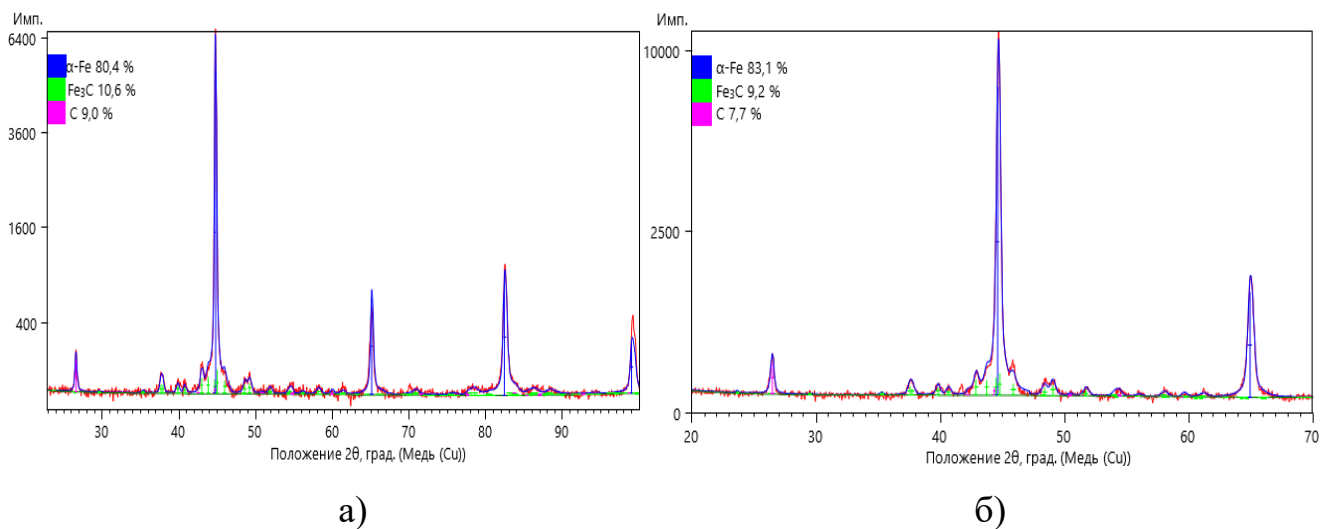 Имп.
6400
α-Fe 80,4 %
Fe₃C 10,6 %
C 9,0 %
3600
1600
400
30 40 50 60 70 80 90
Положение 2θ, град. (Медь (Cu))
а)
Имп.
10000
α-Fe 83,1 %
Fe₃C 9,2 %
C 7,7 %
2500
0
20 30 40 50 60 70
Положение 2θ, град. (Медь (Cu))
б)